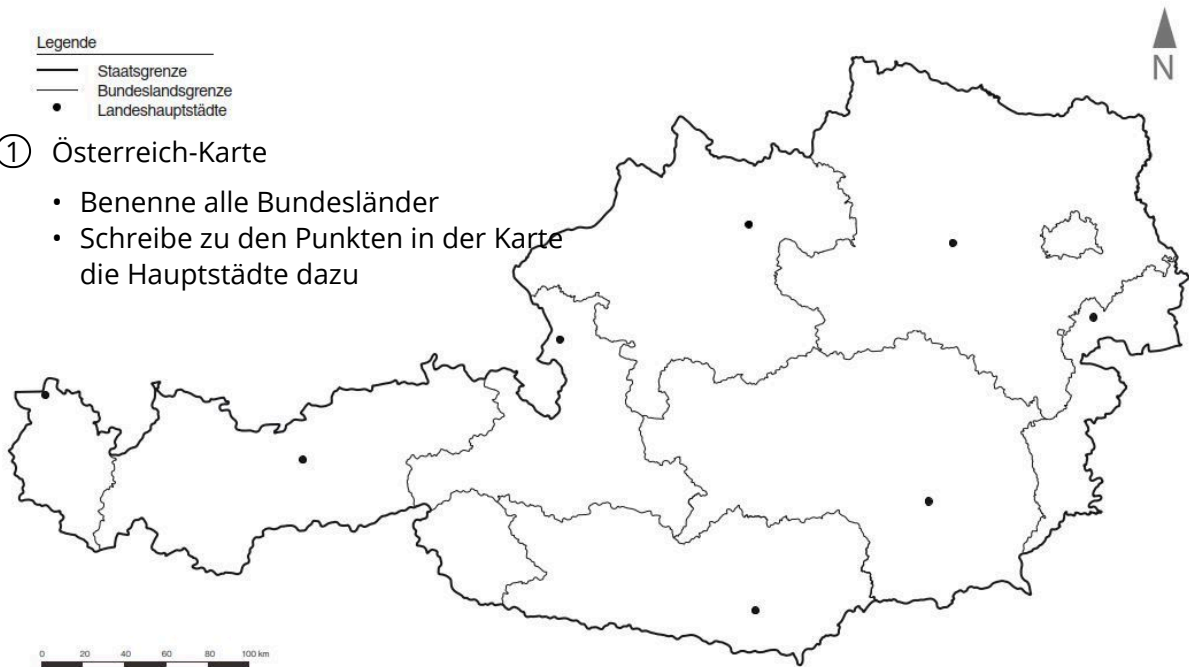 Legende
Staatsgrenze
Bundeslandsgrenze
Landeshauptstädte
N
1 Österreich-Karte
• Benenne alle Bundesländer
• Schreibe zu den Punkten in der Karte
die Hauptstädte dazu
0 20 40 60 80 100 km